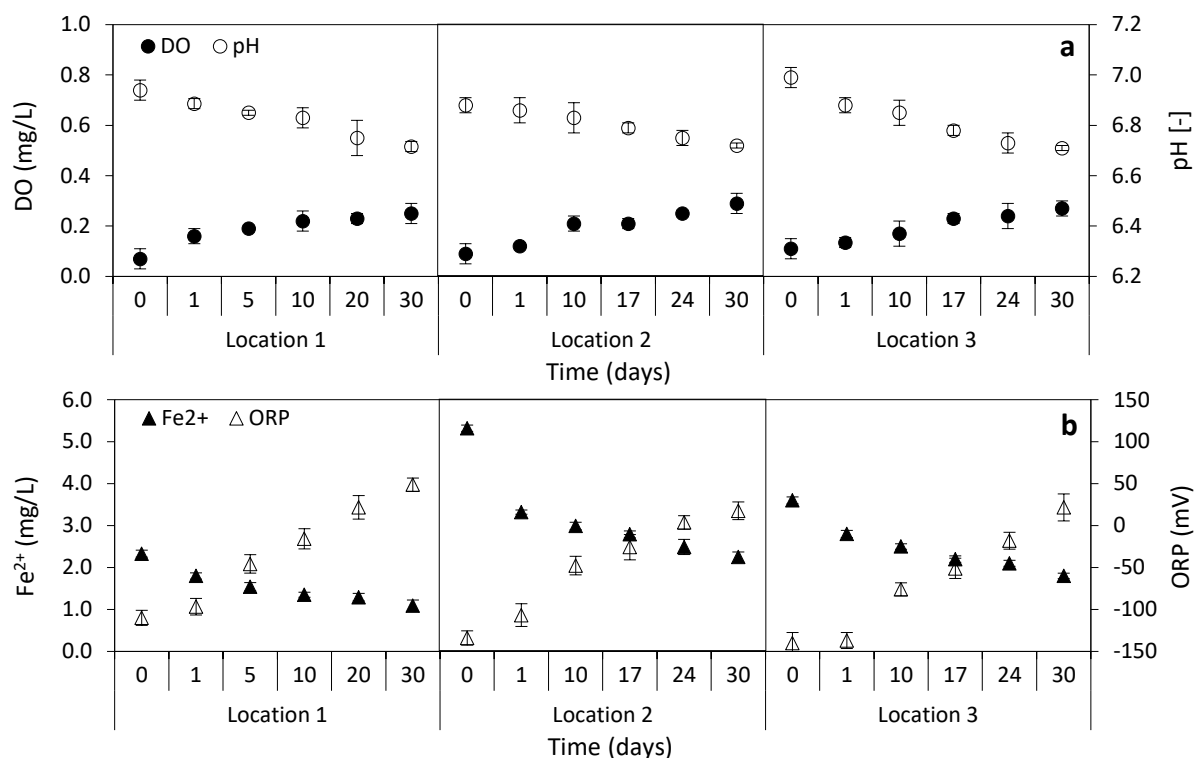 DO (mg/L)
1.0
0.8
0.6
0.4
0.2
0.0
DO pH
a
7.2
7.0
6.8
6.6
6.4
6.2
pH [-]
0 1 5 10 20 30 0 1 10 17 24 30 0 1 10 17 24 30
Location 1 Location 2 Location 3
Time (days)
Fe²⁺ (mg/L)
6.0
5.0
4.0
3.0
2.0
1.0
0.0
Fe2+ ORP
b
150
100
50
0
-50
-100
-150
ORP (mV)
0 1 5 10 20 30 0 1 10 17 24 30 0 1 10 17 24 30
Location 1 Location 2 Location 3
Time (days)